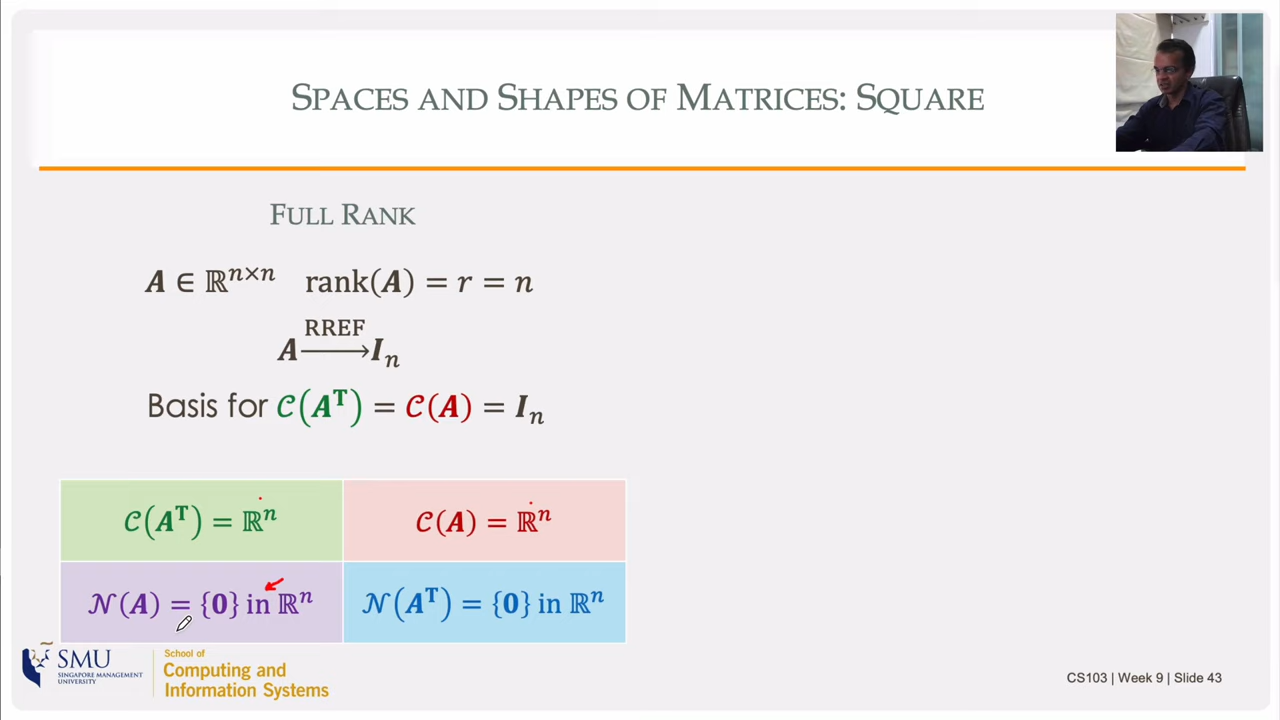 SPACES AND SHAPES OF MATRICES: SQUARE
FULL RANK
A ∈ ℝⁿˣⁿ rank(A) = r = n
A RREF→ Iₙ
Basis for 𝒞(Aᵀ) = 𝒞(A) = Iₙ
𝒞(Aᵀ) = ℝⁿ 𝒞(A) = ℝⁿ
𝒩(A) = {0} in ℝⁿ 𝒩(Aᵀ) = {0} in ℝⁿ
SMU
SINGAPORE MANAGEMENT
UNIVERSITY
School of
Computing and
Information Systems
CS103 | Week 9 | Slide 43